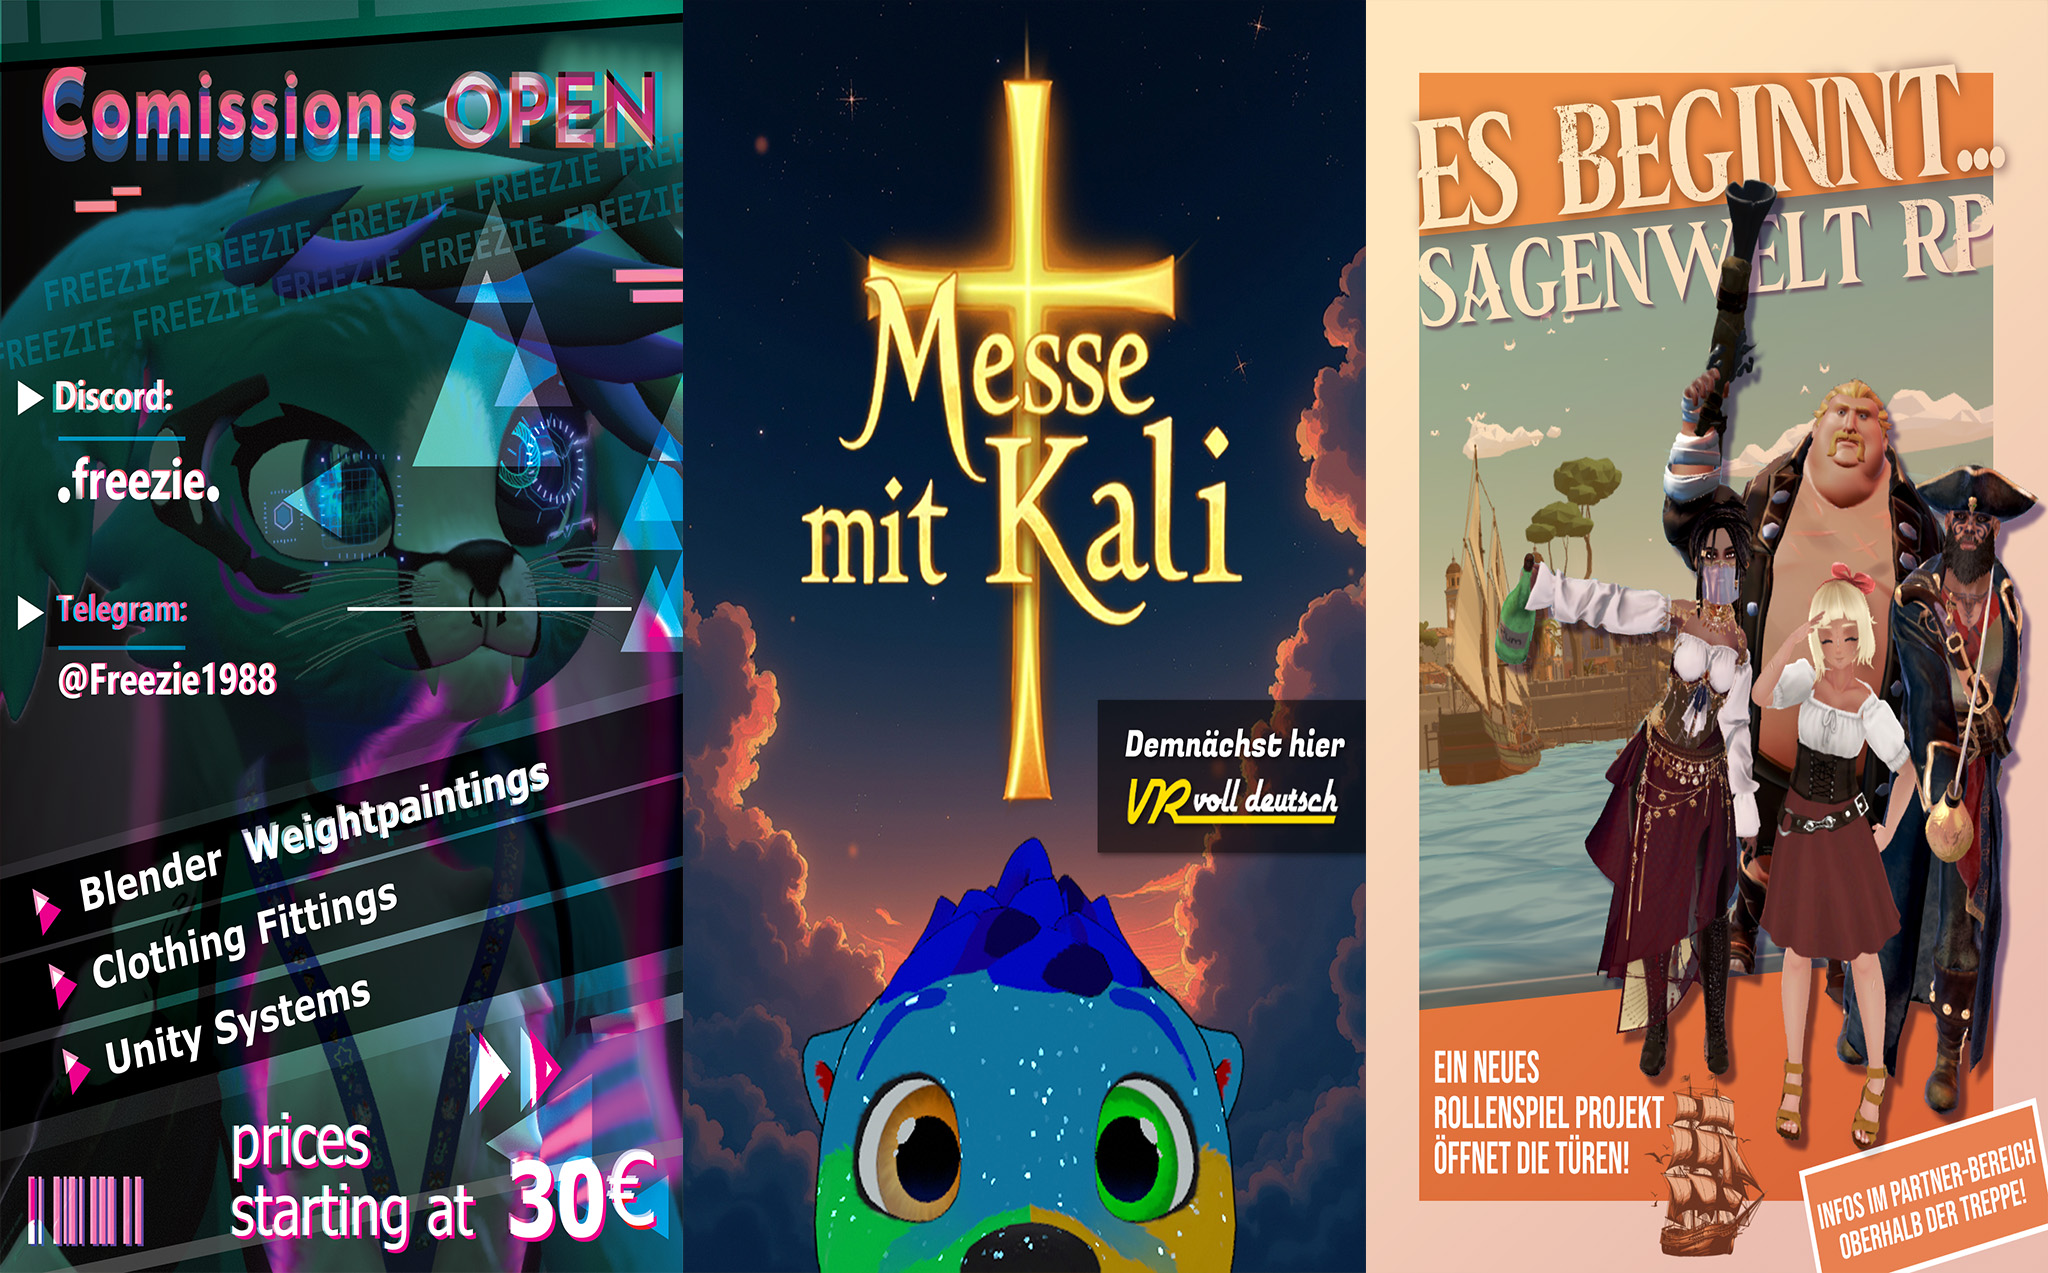 Comissions OPEN
FREEZIE FREEZIE FREEZIE FREEZIE FREE
FREEZIE FREEZIE FREEZIE FREEZIE FREEZIE
Discord:
.freezie.
Telegram:
@Freezie1988
Blender Weightpaintings
Clothing Fittings
Unity Systems
prices
starting at 30€
Messe
mit Kali
Demnächst hier
VR voll deutsch
ES BEGINNT...
SAGENWELT RP
Rum
EIN NEUES
ROLLENSPIEL PROJEKT
ÖFFNET DIE TÜREN!
INFOS IM PARTNER-BEREICH
OBERHALB DER TREPPE!